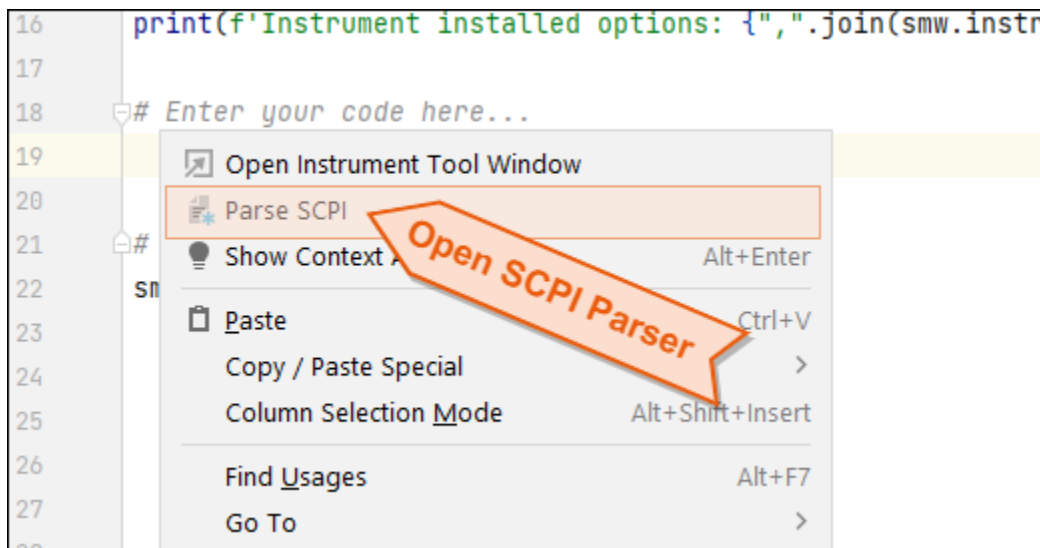 16 print(f'Instrument installed options: {",".join(smw.instr
17
18 # Enter your code here...
19 Open Instrument Tool Window
20 Parse SCPI
Open SCPI Parser
21 #
Show Context Alt+Enter
22 sm
23 Paste Ctrl+V
24 Copy / Paste Special
25 Column Selection Mode Alt+Shift+Insert
26 Find Usages Alt+F7
27 Go To